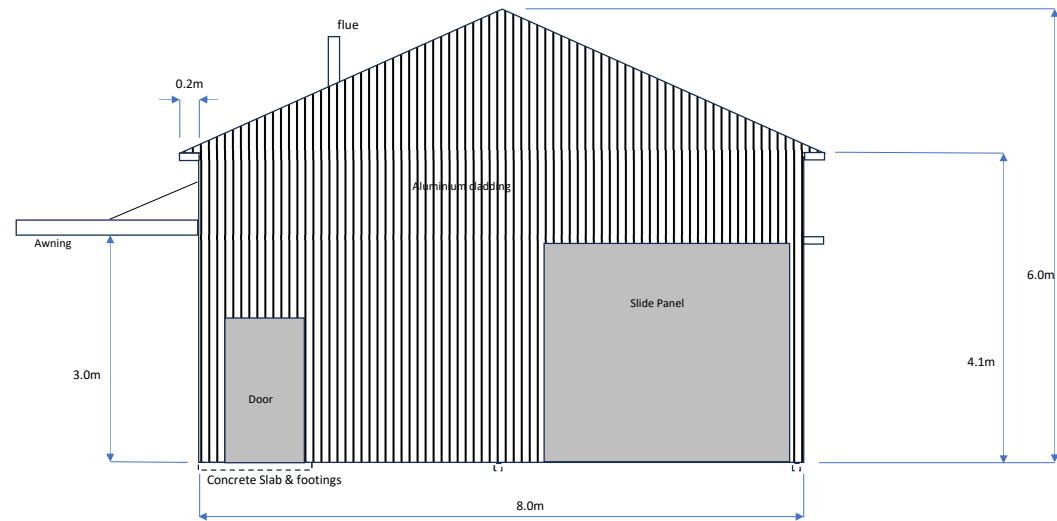 flue
0.2m
Aluminium cladding
Awning
6.0m
Slide Panel
4.1m
3.0m
Door
Concrete Slab & footings
8.0m